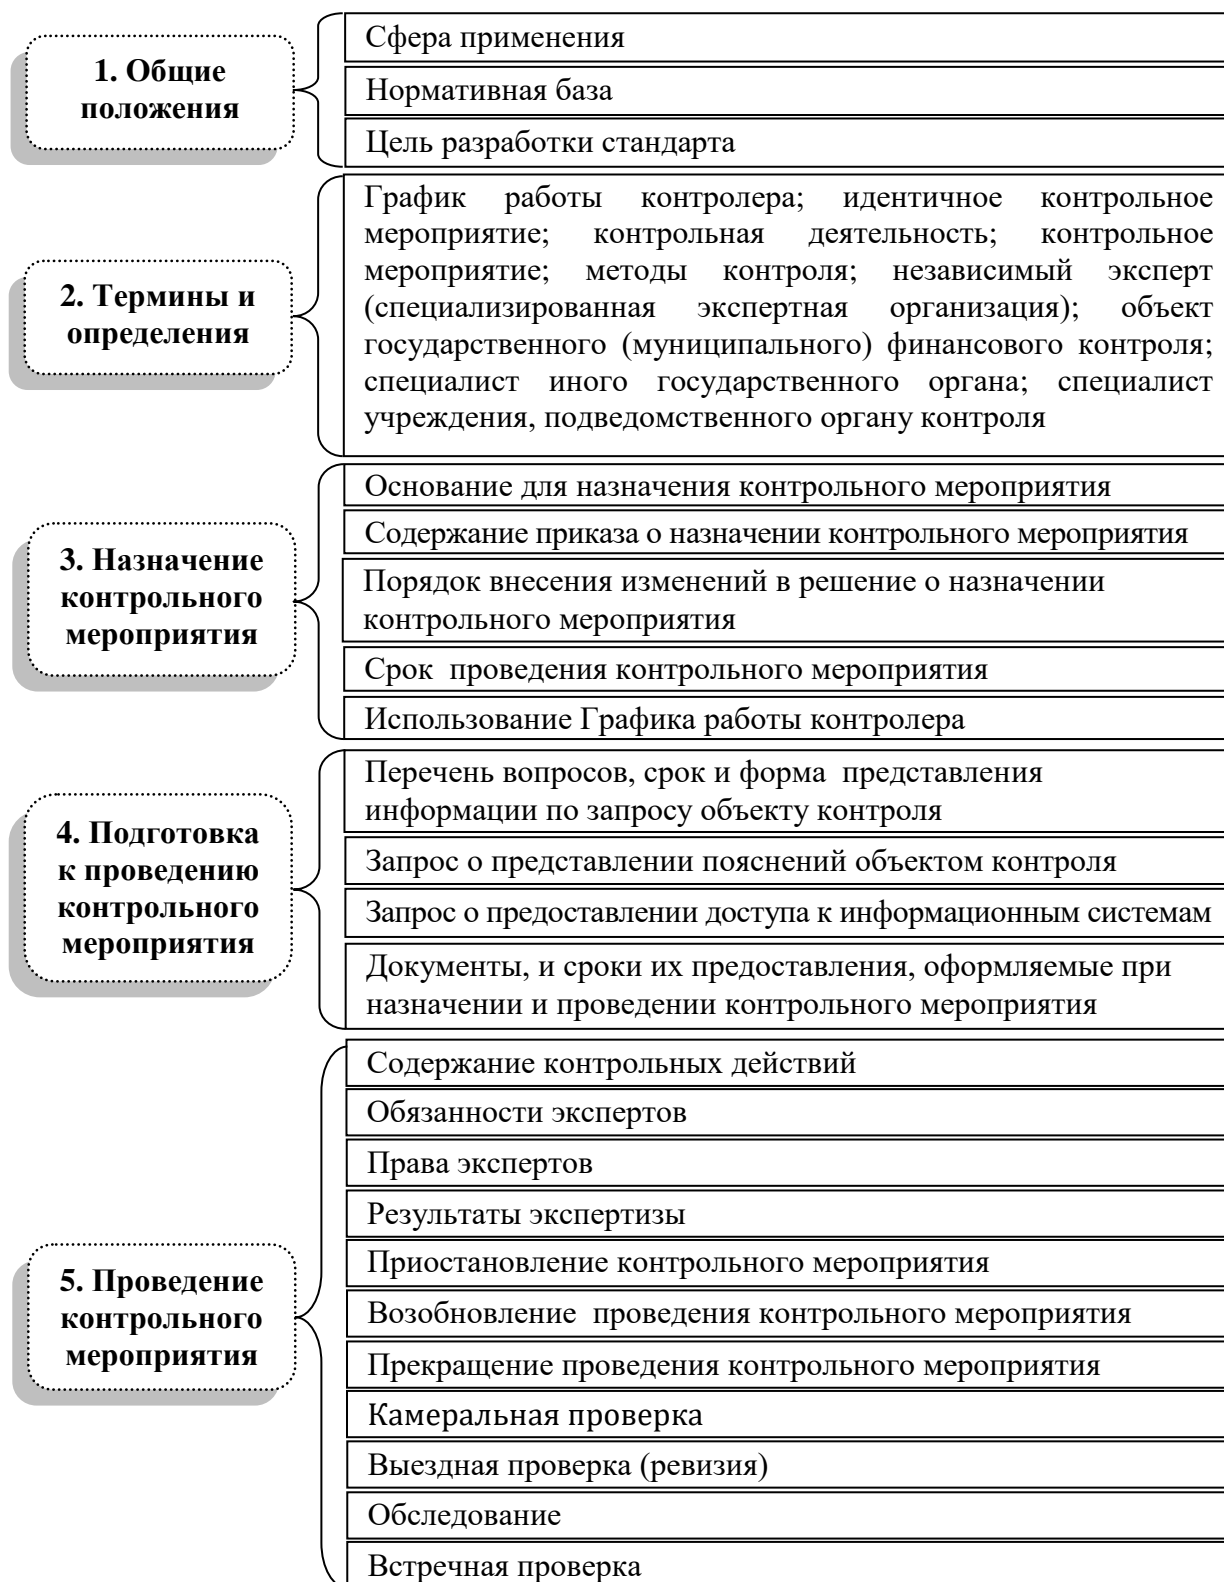 1. Общие
положения
Сфера применения
Нормативная база
Цель разработки стандарта
2. Термины и
определения
График работы контролера; идентичное контрольное
мероприятие; контрольная деятельность; контрольное
мероприятие; методы контроля; независимый эксперт
(специализированная экспертная организация); объект
государственного (муниципального) финансового контроля;
специалист иного государственного органа; специалист
учреждения, подведомственного органу контроля
3. Назначение
контрольного
мероприятия
Основание для назначения контрольного мероприятия
Содержание приказа о назначении контрольного мероприятия
Порядок внесения изменений в решение о назначении
контрольного мероприятия
Срок проведения контрольного мероприятия
Использование Графика работы контролера
4. Подготовка
к проведению
контрольного
мероприятия
Перечень вопросов, срок и форма представления
информации по запросу объекту контроля
Запрос о представлении пояснений объектом контроля
Запрос о предоставлении доступа к информационным системам
Документы, и сроки их предоставления, оформляемые при
назначении и проведении контрольного мероприятия
5. Проведение
контрольного
мероприятия
Содержание контрольных действий
Обязанности экспертов
Права экспертов
Результаты экспертизы
Приостановление контрольного мероприятия
Возобновление проведения контрольного мероприятия
Прекращение проведения контрольного мероприятия
Камеральная проверка
Выездная проверка (ревизия)
Обследование
Встречная проверка